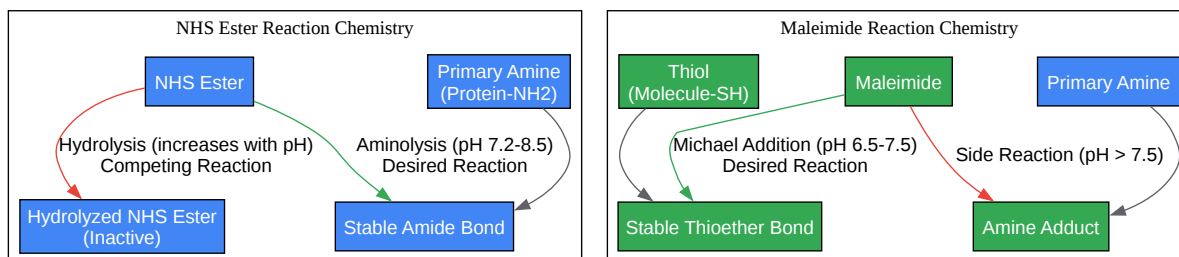 NHS Ester Reaction Chemistry
NHS Ester
Primary Amine
(Protein-NH2)
Hydrolysis (increases with pH)
Competing Reaction
Aminolysis (pH 7.2-8.5)
Desired Reaction
Hydrolyzed NHS Ester
(Inactive)
Stable Amide Bond
Maleimide Reaction Chemistry
Thiol
(Molecule-SH)
Maleimide
Primary Amine
Michael Addition (pH 6.5-7.5)
Desired Reaction
Side Reaction (pH > 7.5)
Stable Thioether Bond
Amine Adduct